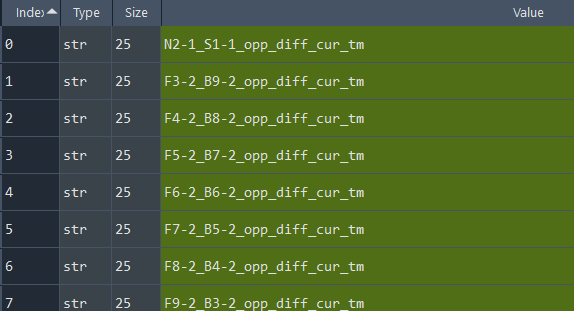 Index Type Size Value
0 str 25 N2-1_S1-1_opp_diff_cur_tm
1 str 25 F3-2_B9-2_opp_diff_cur_tm
2 str 25 F4-2_B8-2_opp_diff_cur_tm
3 str 25 F5-2_B7-2_opp_diff_cur_tm
4 str 25 F6-2_B6-2_opp_diff_cur_tm
5 str 25 F7-2_B5-2_opp_diff_cur_tm
6 str 25 F8-2_B4-2_opp_diff_cur_tm
7 str 25 F9-2_B3-2_opp_diff_cur_tm